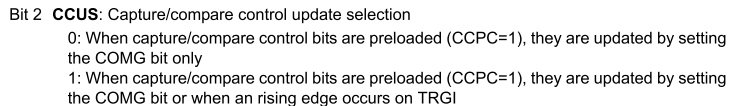 Bit 2 CCUS: Capture/compare control update selection
0: When capture/compare control bits are preloaded (CCPC=1), they are updated by setting
the COMG bit only
1: When capture/compare control bits are preloaded (CCPC=1), they are updated by setting
the COMG bit or when an rising edge occurs on TRGI